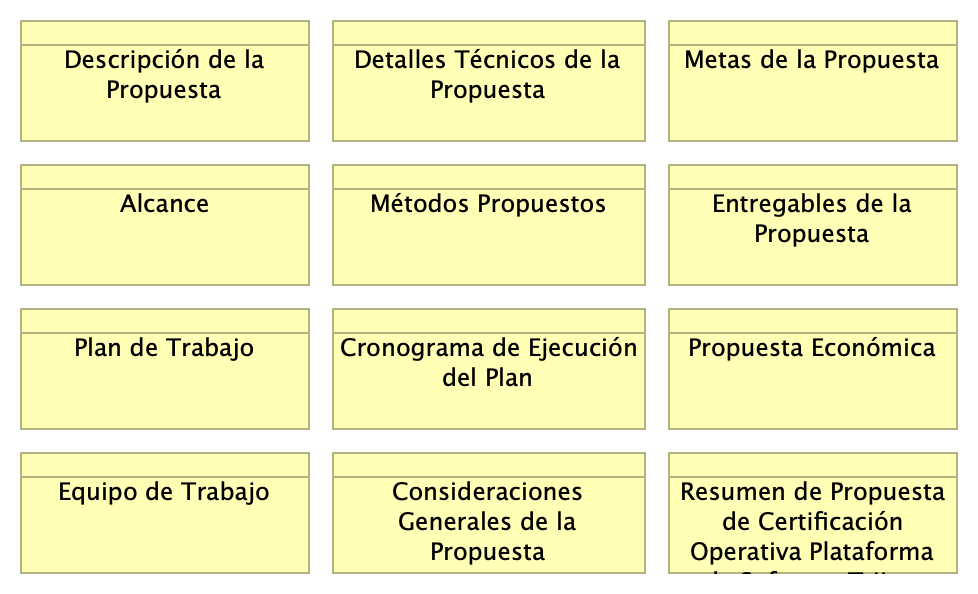 Descripción de la
Propuesta
Detalles Técnicos de la
Propuesta
Metas de la Propuesta
Alcance
Métodos Propuestos
Entregables de la
Propuesta
Plan de Trabajo
Cronograma de Ejecución
del Plan
Propuesta Económica
Equipo de Trabajo
Consideraciones
Generales de la
Propuesta
Resumen de Propuesta
de Certificación
Operativa Plataforma